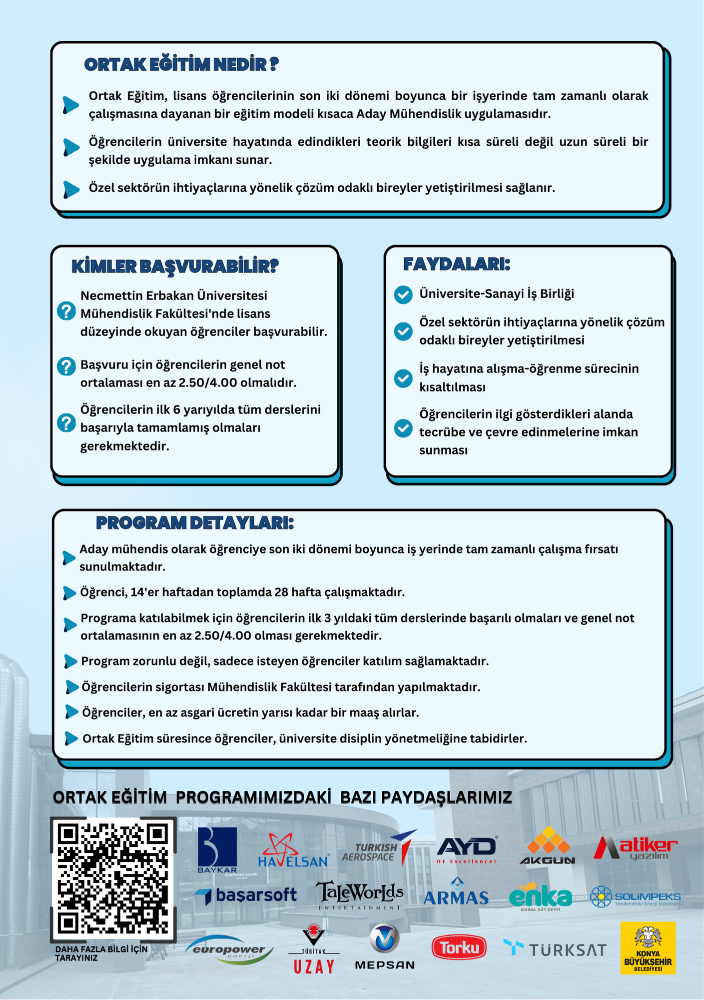 ORTAK EĞİTİM NEDİR ?
Ortak Eğitim, lisans öğrencilerinin son iki dönemi boyunca bir işyerinde tam zamanlı olarak
çalışmasına dayanan bir eğitim modeli kısaca Aday Mühendislik uygulamasıdır.
Öğrencilerin üniversite hayatında edindikleri teorik bilgileri kısa süreli değil uzun süreli bir
şekilde uygulama imkanı sunar.
Özel sektörün ihtiyaçlarına yönelik çözüm odaklı bireyler yetiştirilmesi sağlanır.
KİMLER BAŞVURABİLİR?
Necmettin Erbakan Üniversitesi
Mühendislik Fakültesi'nde lisans
düzeyinde okuyan öğrenciler başvurabilir.
Başvuru için öğrencilerin genel not
ortalaması en az 2.50/4.00 olmalıdır.
Öğrencilerin ilk 6 yarıyılda tüm derslerini
başarıyla tamamlamış olmaları
gerekmektedir.
FAYDALARI:
Üniversite-Sanayi İş Birliği
Özel sektörün ihtiyaçlarına yönelik çözüm
odaklı bireyler yetiştirilmesi
İş hayatına alışma-öğrenme sürecinin
kısaltılması
Öğrencilerin ilgi gösterdikleri alanda
tecrübe ve çevre edinmelerine imkan
sunması
PROGRAM DETAYLARI:
Aday mühendis olarak öğrenciye son iki dönemi boyunca iş yerinde tam zamanlı çalışma fırsatı
sunulmaktadır.
Öğrenci, 14'er haftadan toplamda 28 hafta çalışmaktadır.
Programa katılabilmek için öğrencilerin ilk 3 yıldaki tüm derslerinde başarılı olmaları ve genel not
ortalamasının en az 2.50/4.00 olması gerekmektedir.
Program zorunlu değil, sadece isteyen öğrenciler katılım sağlamaktadır.
Öğrencilerin sigortası Mühendislik Fakültesi tarafından yapılmaktadır.
Öğrenciler, en az asgari ücretin yarısı kadar bir maaş alırlar.
Ortak Eğitim süresince öğrenciler, üniversite disiplin yönetmeliğine tabidirler.
ORTAK EĞİTİM PROGRAMIMIZDAKİ BAZI PAYDAŞLARIMIZ
BAYKAR
KONFERANS SALONU
HAVELSAN®
TURKISH
AEROSPACE
AYD®
OE Excellence!
AKGÜN
atiker
yazılım
başarsoft
TaleWorlds
ENTERTAINMENT
ARMAŞ
enka
DOĞAL SÜT KEYFİ
SOLiMPEKS
Yenilenebilir Enerji Sistemleri
DAHA FAZLA BİLGİ İÇİN
TARAYINIZ
europower
enerji
TÜBİTAK
UZAY
MEPSAN
Torku
TÜRKSAT
KONYA
BÜYÜKŞEHİR
BELEDİYESİ